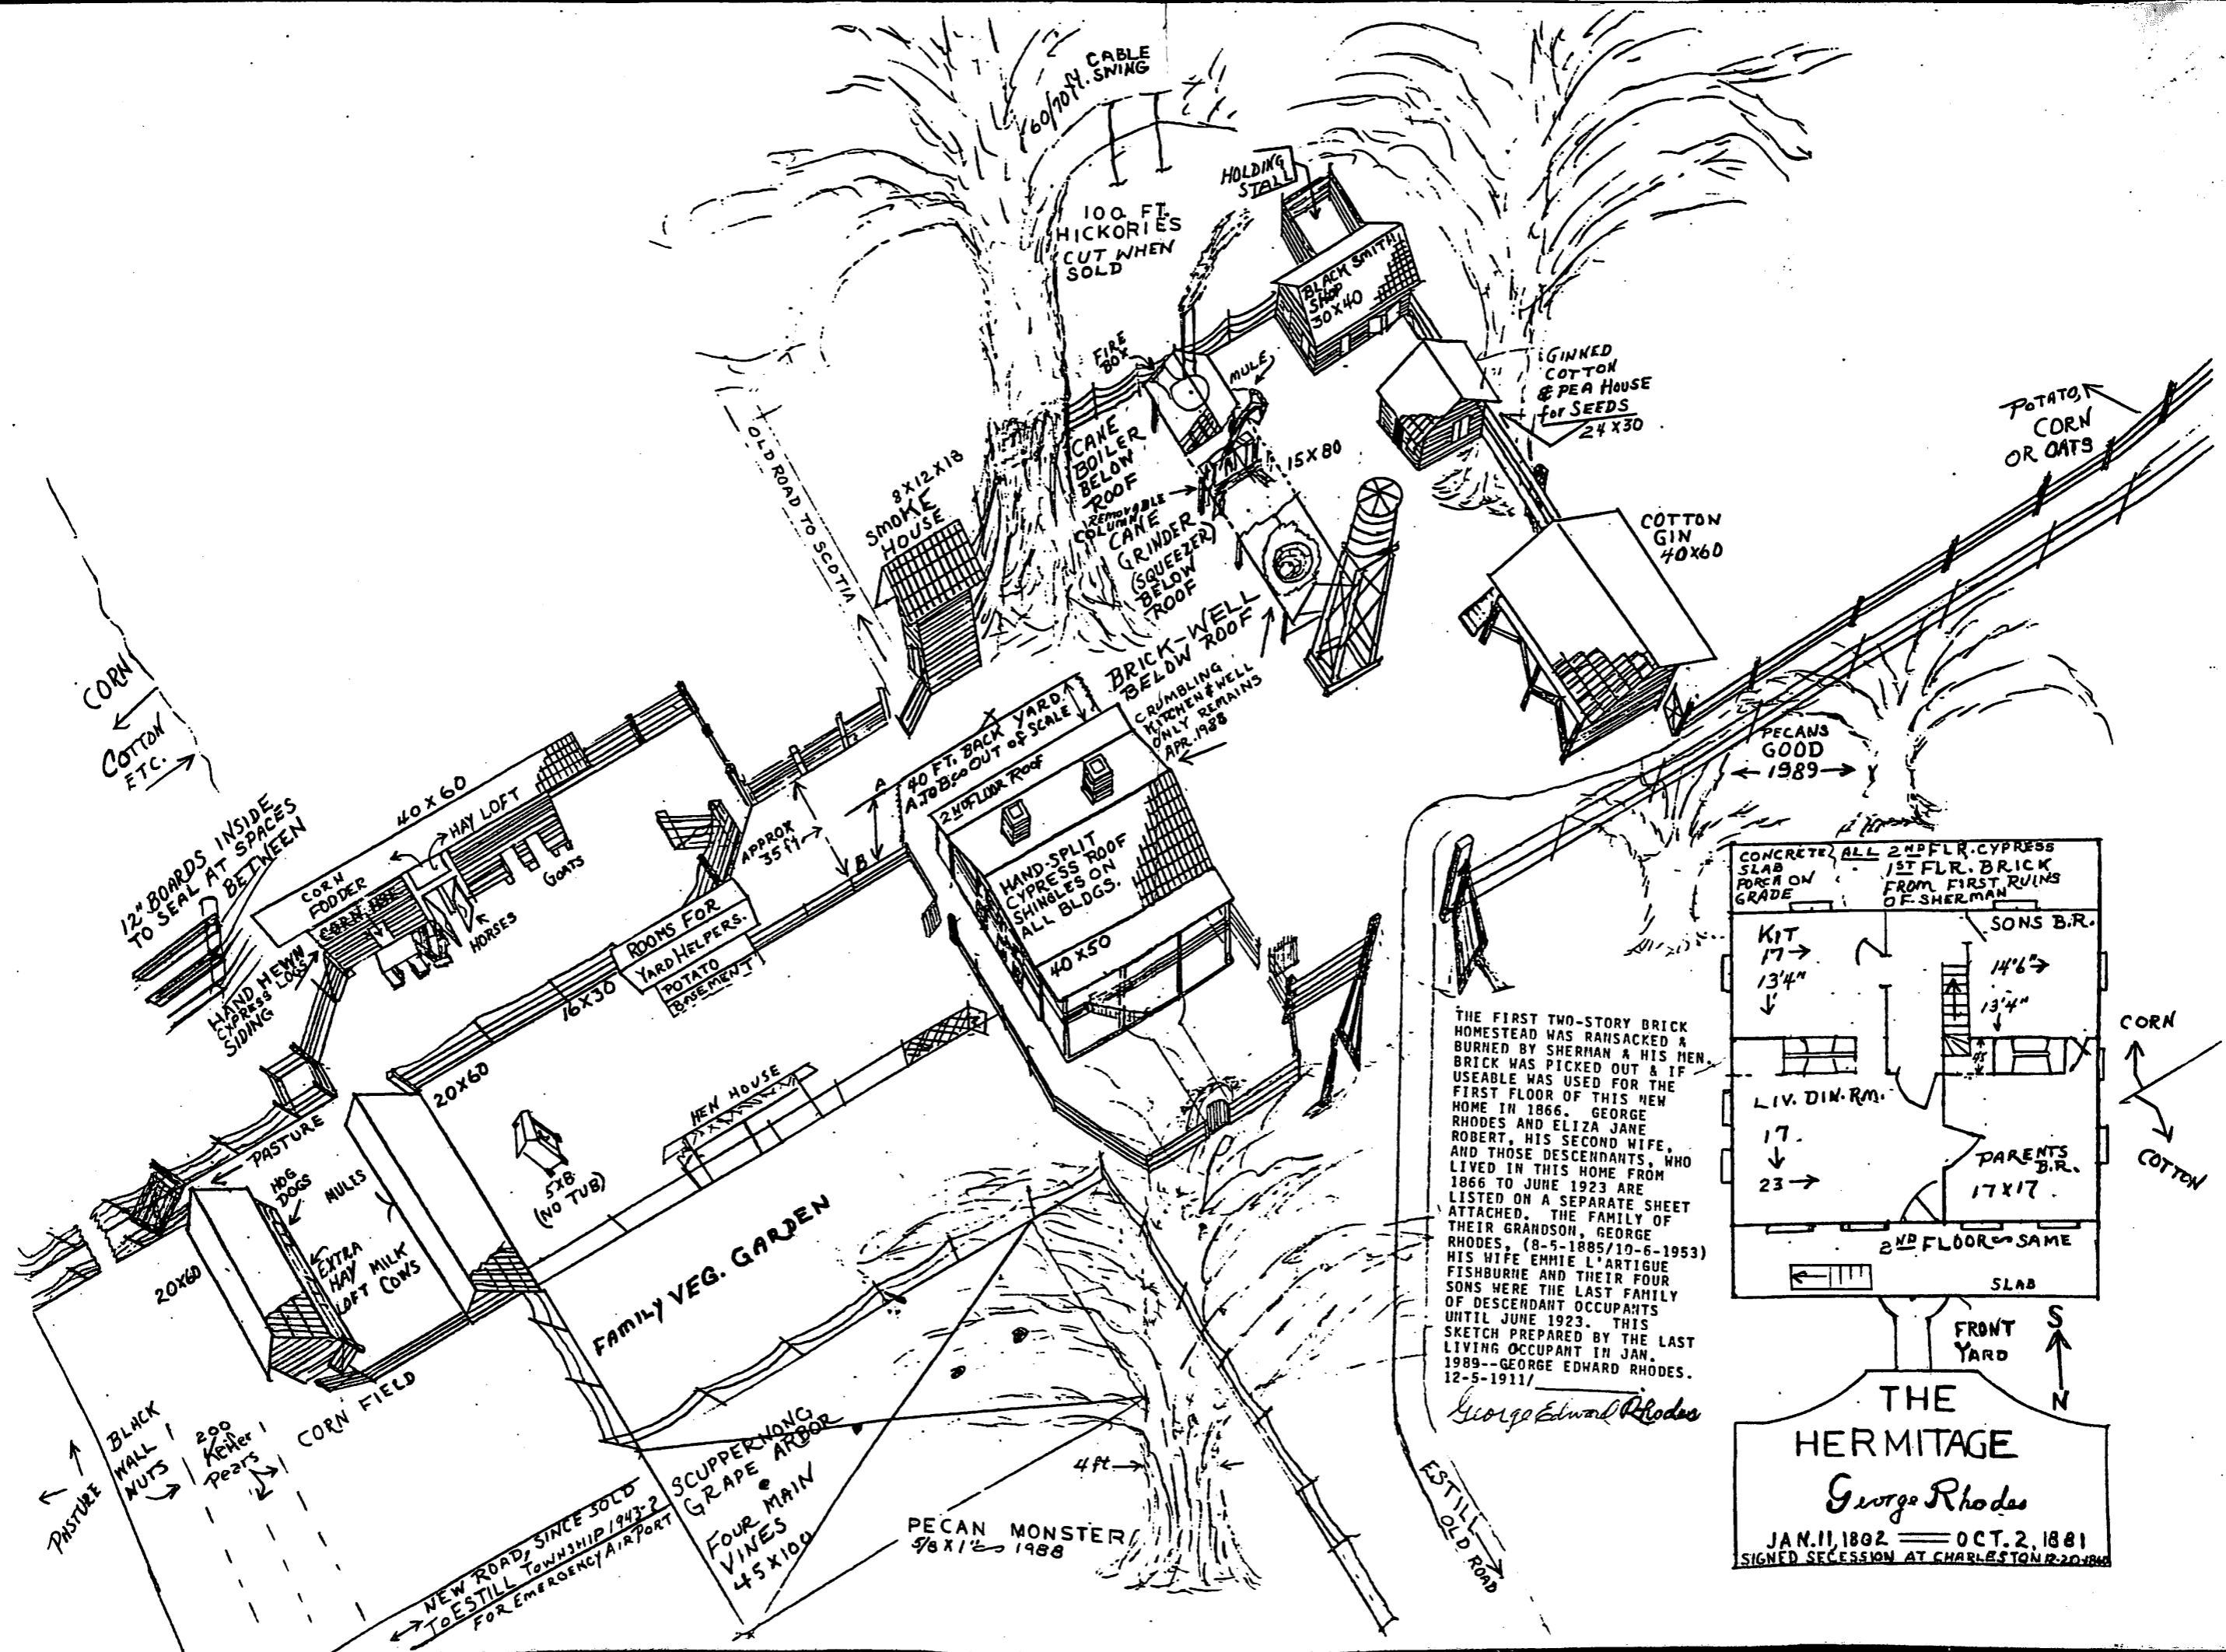 CABLE
SWING
60/70 ft.
HOLDING
STALL
100 FT.
HICKORIES
CUT WHEN
SOLD
BLACK SMITH
SHOP
30X40
FIRE
BOX
MULE
GINNED
COTTON
& PEA HOUSE
for SEEDS
24X30
POTATO,
CORN
OR OATS
OLD ROAD TO SCOTIA
8X12X18
SMOKE
HOUSE
CANE
BOILER
BELOW
ROOF
REMOVABLE
COLUMN
CANE
GRINDER
(SQUEEZER)
BELOW
ROOF
15X80
COTTON
GIN
40X60
BRICK-WELL
BELOW ROOF
CRUMBLING
KITCHEN & WELL
ONLY REMAINS
APR. 1988
CORN
COTTON
ETC.
40 FT. BACK YARD.
A TO B OUT OF SCALE
A
B
2ND FLOOR ROOF
HAND-SPLIT
CYPRESS ROOF
SHINGLES ON
ALL BLDGS.
40X50
PECANS
GOOD
1989
12" BOARDS INSIDE
TO SEAL AT SPACES
BETWEEN
40X60
HAY LOFT
CORN
FODDER
GOATS
HORSES
HAND HEWN
CYPRESS LOGS
SIDING
APPROX
35 ft
ROOMS FOR
YARD HELPERS.
POTATO
BASEMENT
16X30
20X60
HEN HOUSE
5X8
(NO TUB)
PASTURE
HOG
DOGS
MULES
EXTRA
HAY
LOFT
MILK
COWS
20X60
FAMILY VEG. GARDEN
CORN FIELD
PASTURE
BLACK
WALL
NUTS
200
Keifer
Pears
NEW ROAD, SINCE SOLD
TO ESTILL TOWNSHIP 1943-2
FOR EMERGENCY AIRPORT
SCUPPERNONG
GRAPE ARBOR
FOUR MAIN
VINES
45X100
4 ft
PECAN MONSTER
5/8 X 1" 1988
ESTILL
OLD ROAD
THE FIRST TWO-STORY BRICK
HOMESTEAD WAS RANSACKED &
BURNED BY SHERMAN & HIS MEN.
BRICK WAS PICKED OUT & IF
USEABLE WAS USED FOR THE
FIRST FLOOR OF THIS NEW
HOME IN 1866. GEORGE
RHODES AND ELIZA JANE
ROBERT, HIS SECOND WIFE,
AND THOSE DESCENDANTS, WHO
LIVED IN THIS HOME FROM
1866 TO JUNE 1923 ARE
LISTED ON A SEPARATE SHEET
ATTACHED. THE FAMILY OF
THEIR GRANDSON, GEORGE
RHODES, (8-5-1885/10-6-1953)
HIS WIFE EMMIE L'ARTIGUE
FISHBURNE AND THEIR FOUR
SONS WERE THE LAST FAMILY
OF DESCENDANT OCCUPANTS
UNTIL JUNE 1923. THIS
SKETCH PREPARED BY THE LAST
LIVING OCCUPANT IN JAN.
1989--GEORGE EDWARD RHODES.
12-5-1911/
George Edward Rhodes
CONCRETE
SLAB
PORCH ON
GRADE
ALL 2ND FLR. CYPRESS
1ST FLR. BRICK
FROM FIRST RUINS
OF SHERMAN
KIT
17
13'4"
SONS B.R.
14'6"
13'4"
LIV. DIN. RM.
17
23
PARENTS
B.R.
17X17
2ND FLOOR SAME
SLAB
CORN
COTTON
FRONT
YARD
S
N
THE
HERMITAGE
George Rhodes
JAN. 11, 1802 — OCT. 2, 1881
SIGNED SECESSION AT CHARLESTON 12-20-1860